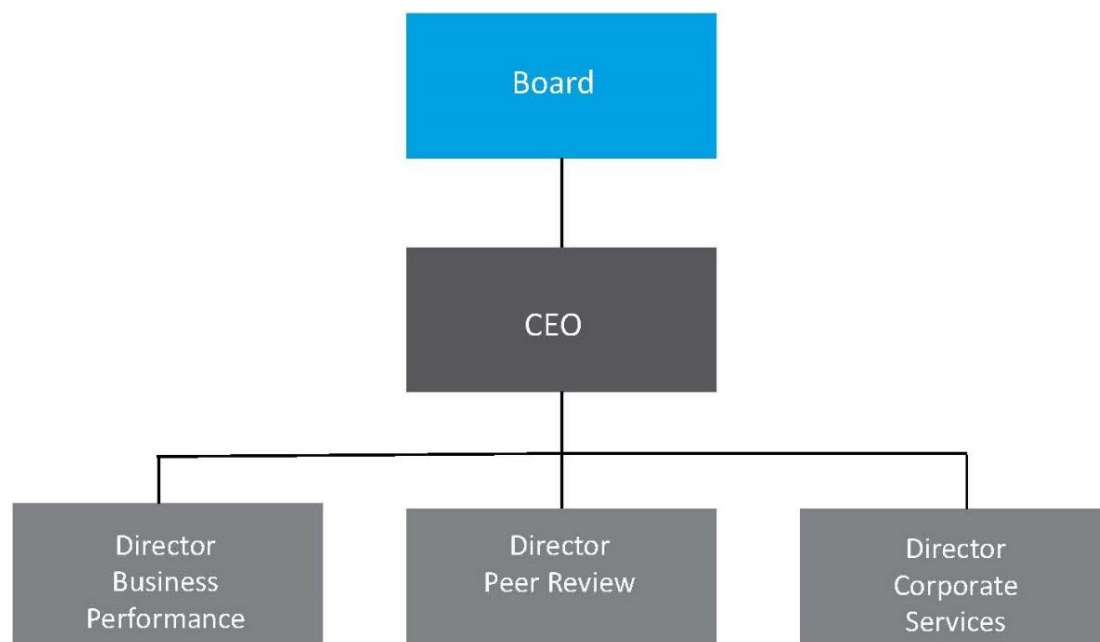 Board
CEO
Director
Business
Performance
Director
Peer Review
Director
Corporate
Services